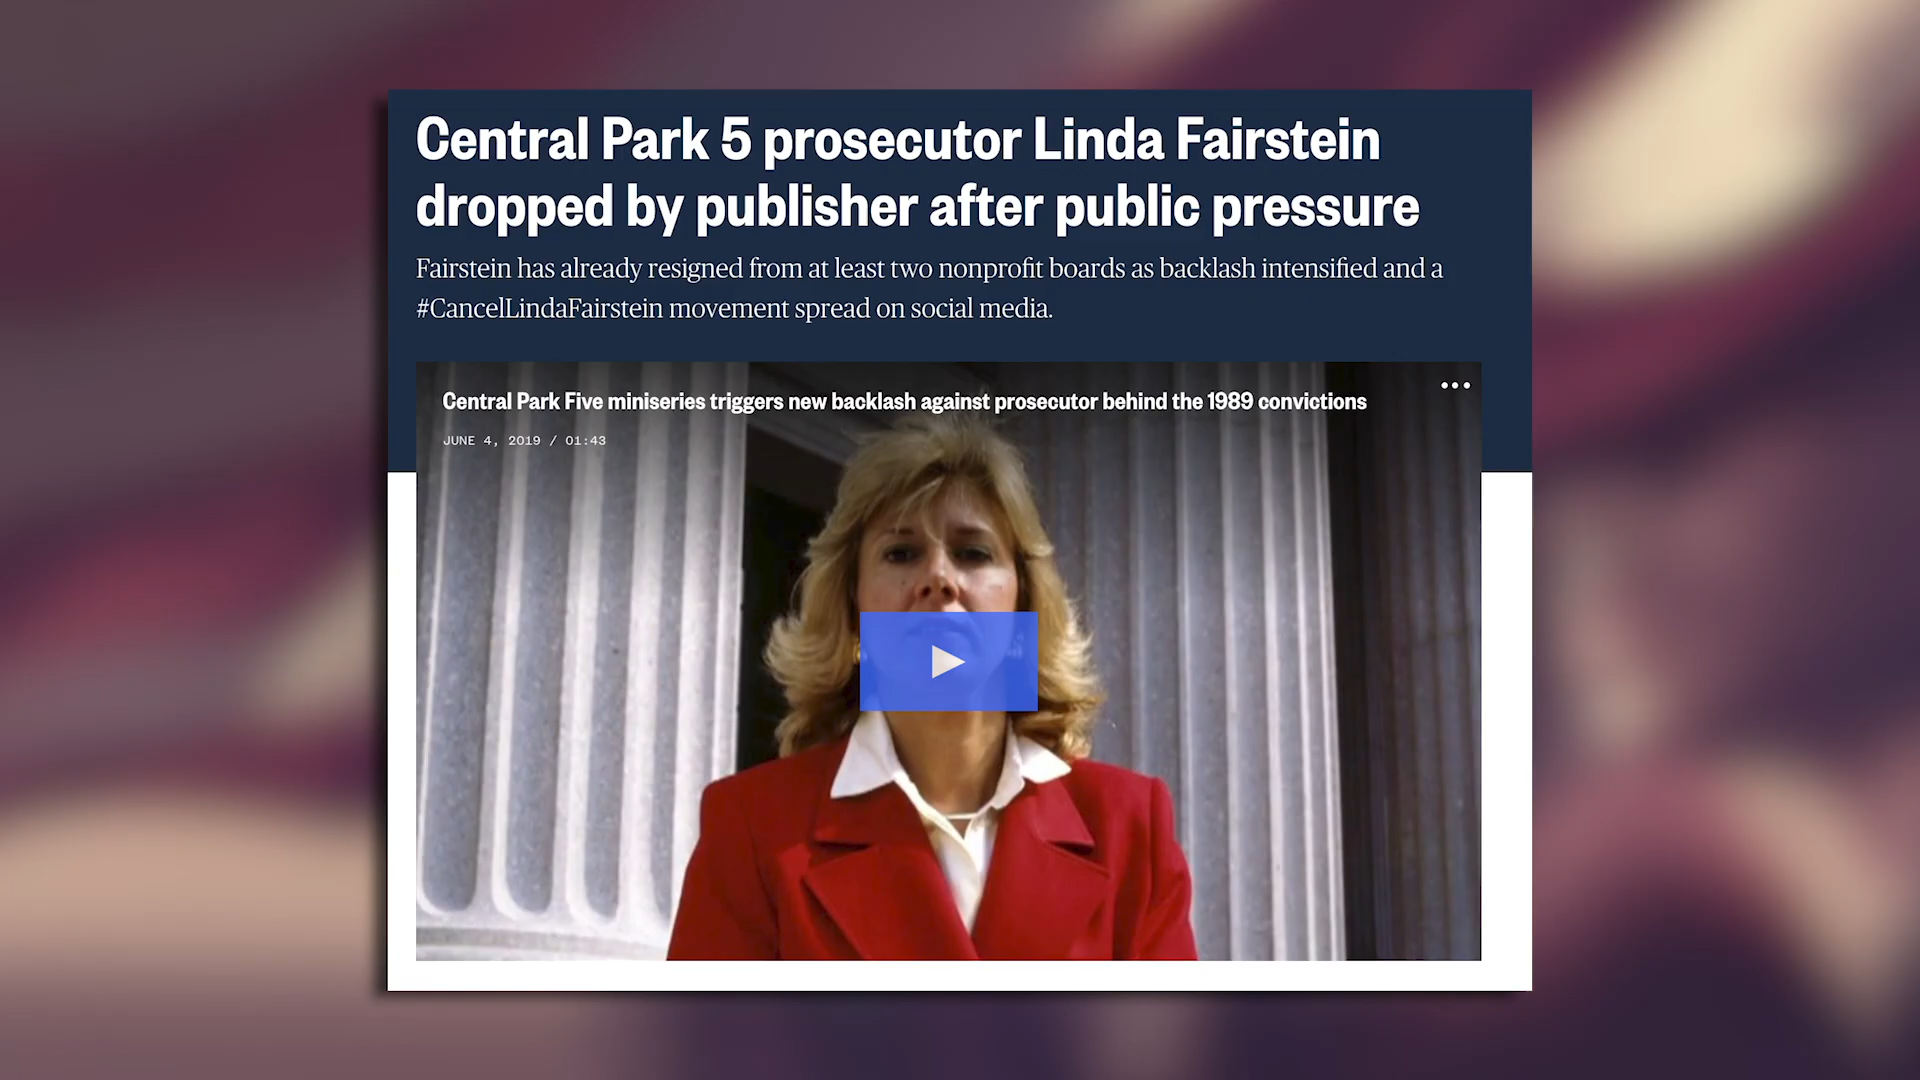 Central Park 5 prosecutor Linda Fairstein
dropped by publisher after public pressure
Fairstein has already resigned from at least two nonprofit boards as backlash intensified and a
#CancelLindaFairstein movement spread on social media.
Central Park Five miniseries triggers new backlash against prosecutor behind the 1989 convictions
JUNE 4, 2019 / 01:43